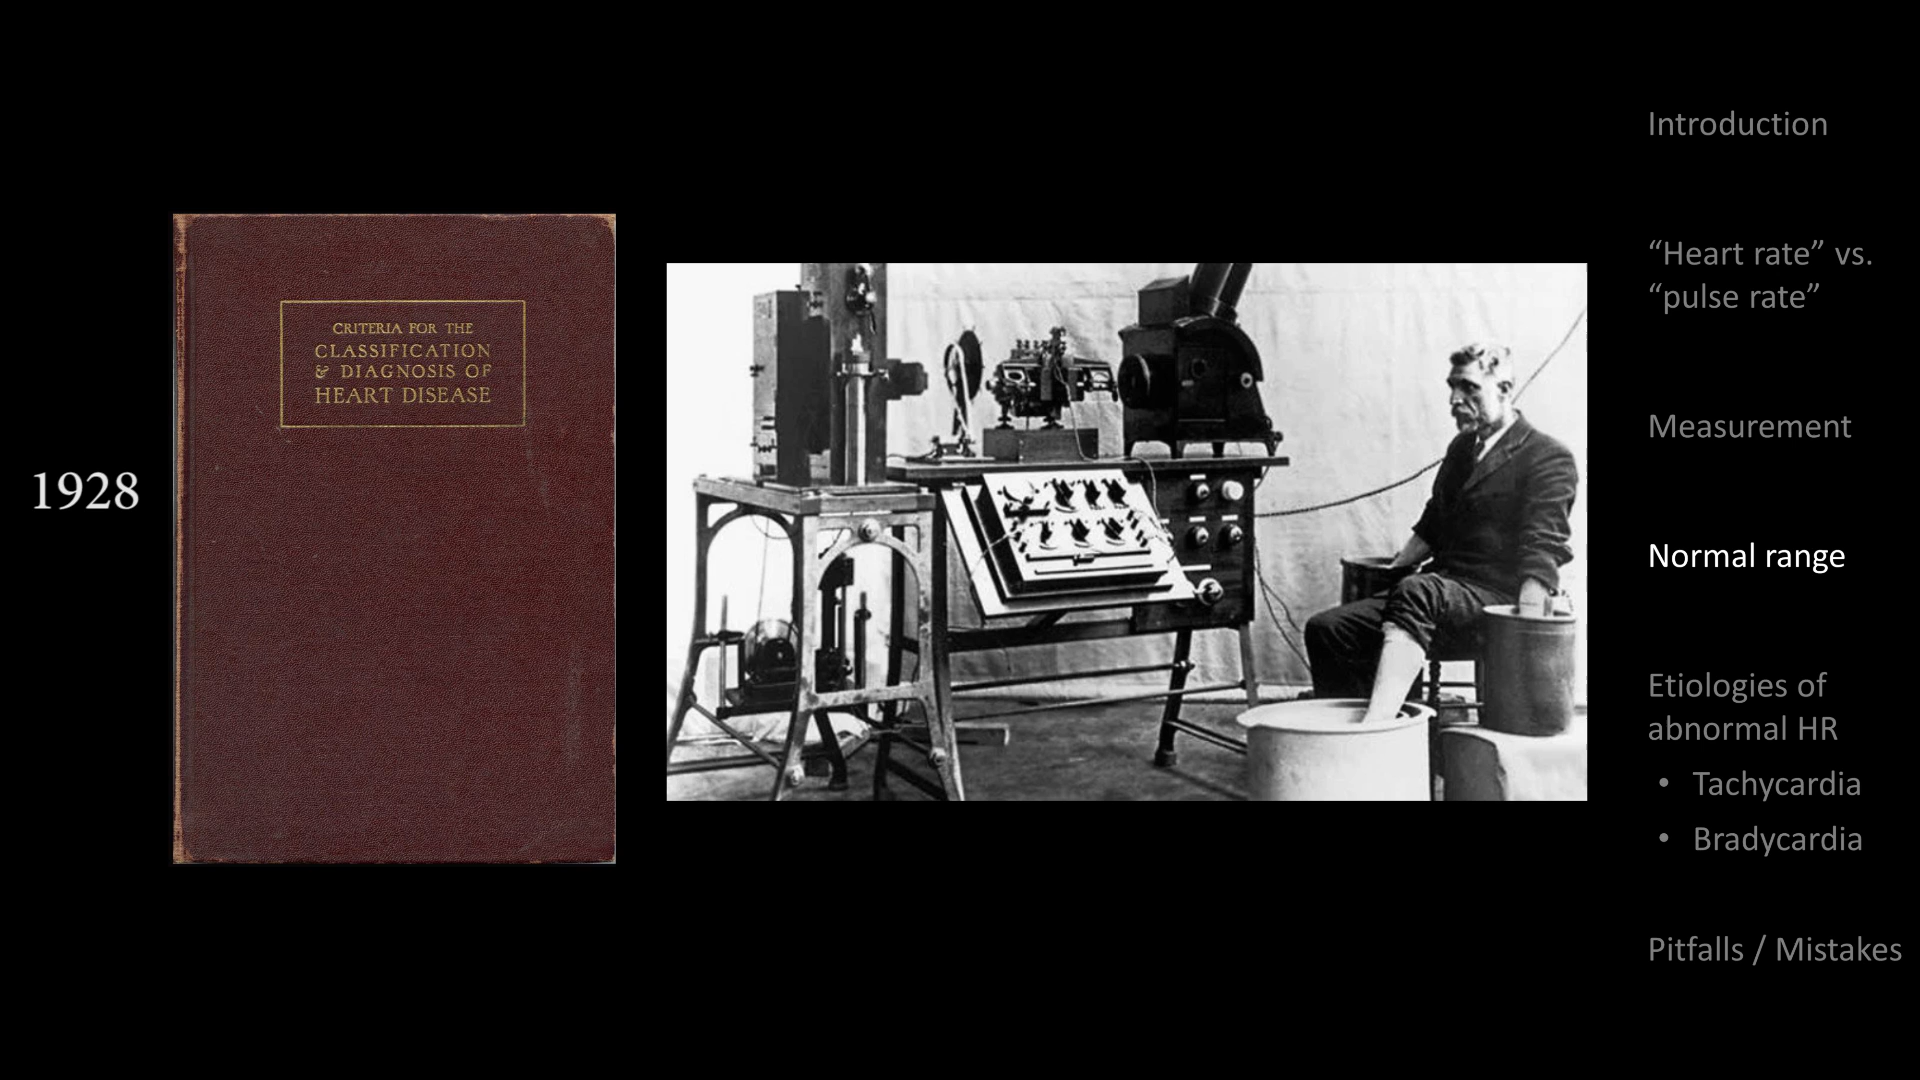 1928
CRITERIA FOR THE
CLASSIFICATION
& DIAGNOSIS OF
HEART DISEASE
Introduction
“Heart rate” vs.
“pulse rate”
Measurement
Normal range
Etiologies of
abnormal HR
• Tachycardia
• Bradycardia
Pitfalls / Mistakes